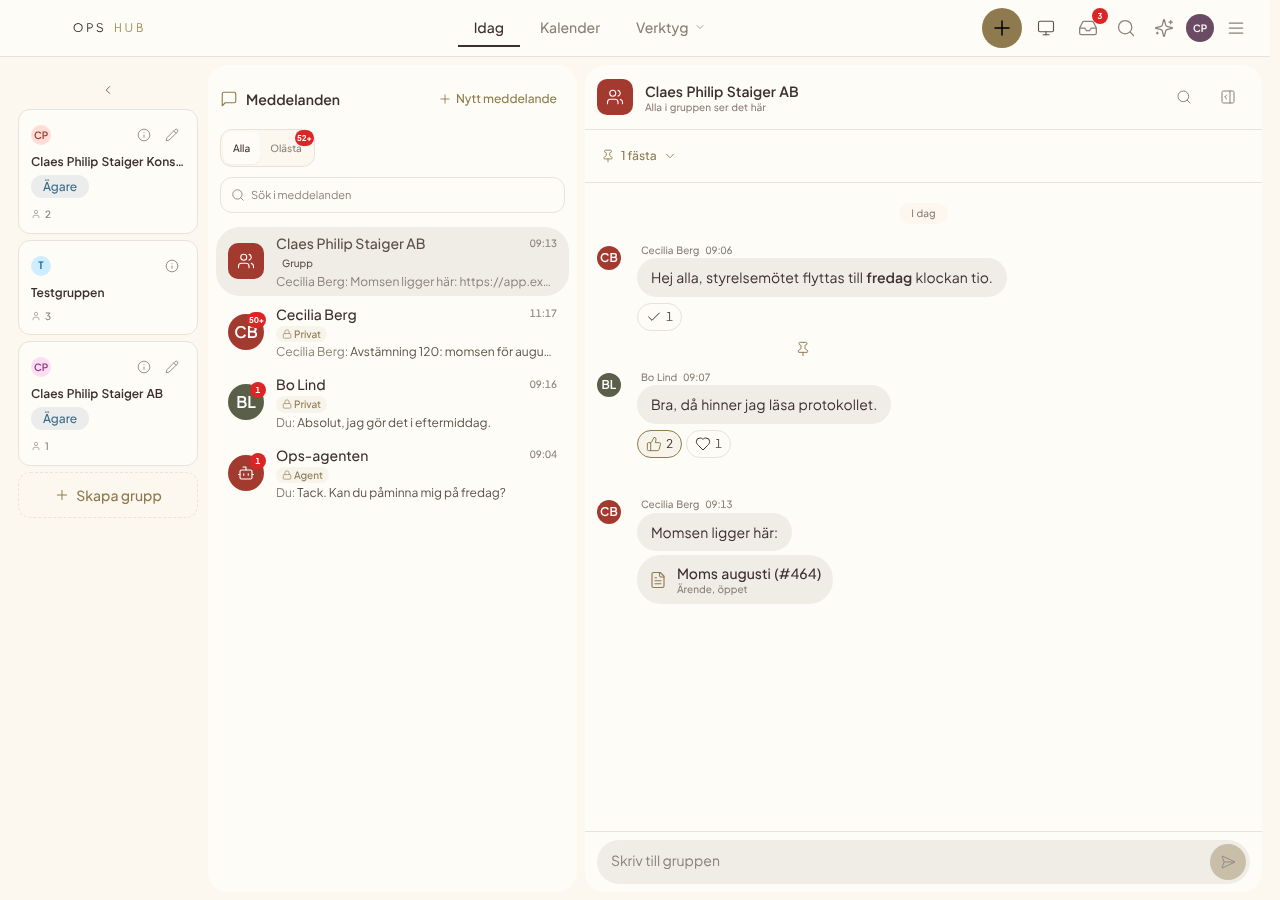 OPS HUB
Idag
Kalender
Verktyg
3
CP
CP
Claes Philip Staiger Kons…
Ägare
2
T
Testgruppen
3
CP
Claes Philip Staiger AB
Ägare
1
Skapa grupp
Meddelanden
Nytt meddelande
Alla
Olästa
52+
Sök i meddelanden
Claes Philip Staiger AB
09:13
Grupp
Cecilia Berg: Momsen ligger här: https://app.ex…
CB
50+
Cecilia Berg
11:17
Privat
Cecilia Berg: Avstämning 120: momsen för augu…
BL
1
Bo Lind
09:16
Privat
Du: Absolut, jag gör det i eftermiddag.
1
Ops-agenten
09:04
Agent
Du: Tack. Kan du påminna mig på fredag?
Claes Philip Staiger AB
Alla i gruppen ser det här
1 fästa
I dag
Cecilia Berg 09:06
CB
Hej alla, styrelsemötet flyttas till fredag klockan tio.
1
Bo Lind 09:07
BL
Bra, då hinner jag läsa protokollet.
2
1
Cecilia Berg 09:13
CB
Momsen ligger här:
Moms augusti (#464)
Ärende, öppet
Skriv till gruppen